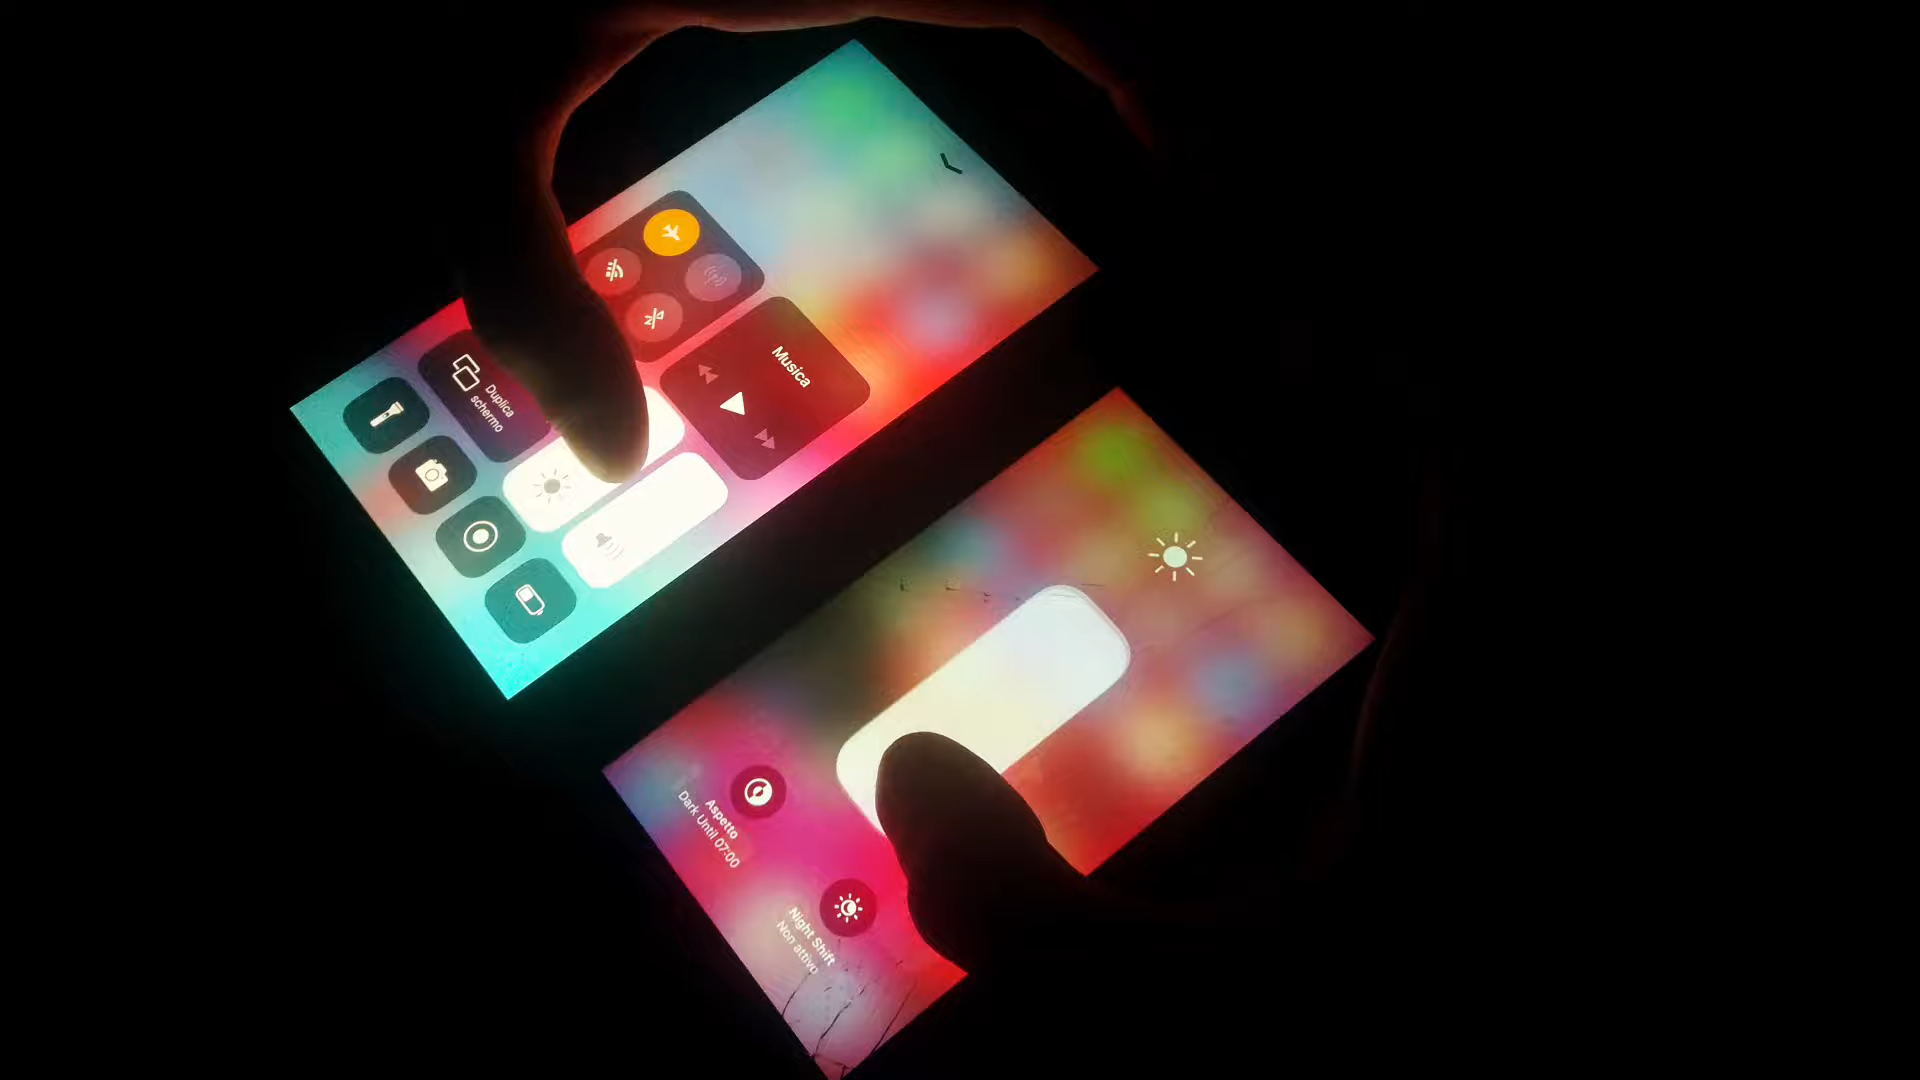 Musica
Duplica
schermo
Aspetto
Dark Until 07:00
Night Shift
Non attivo